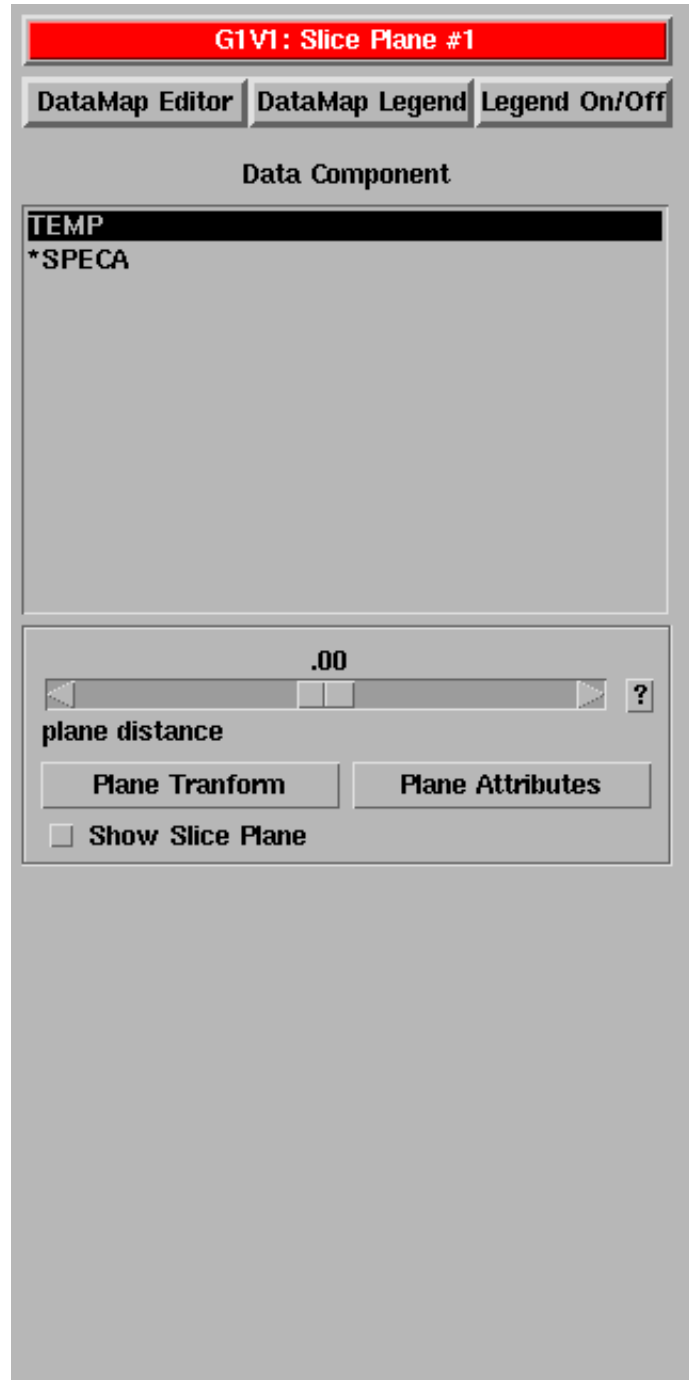 G1V1: Slice Plane #1
DataMap Editor DataMap Legend Legend On/Off
Data Component
TEMP
*SPECA
.00
?
plane distance
Plane Tranform Plane Attributes
Show Slice Plane